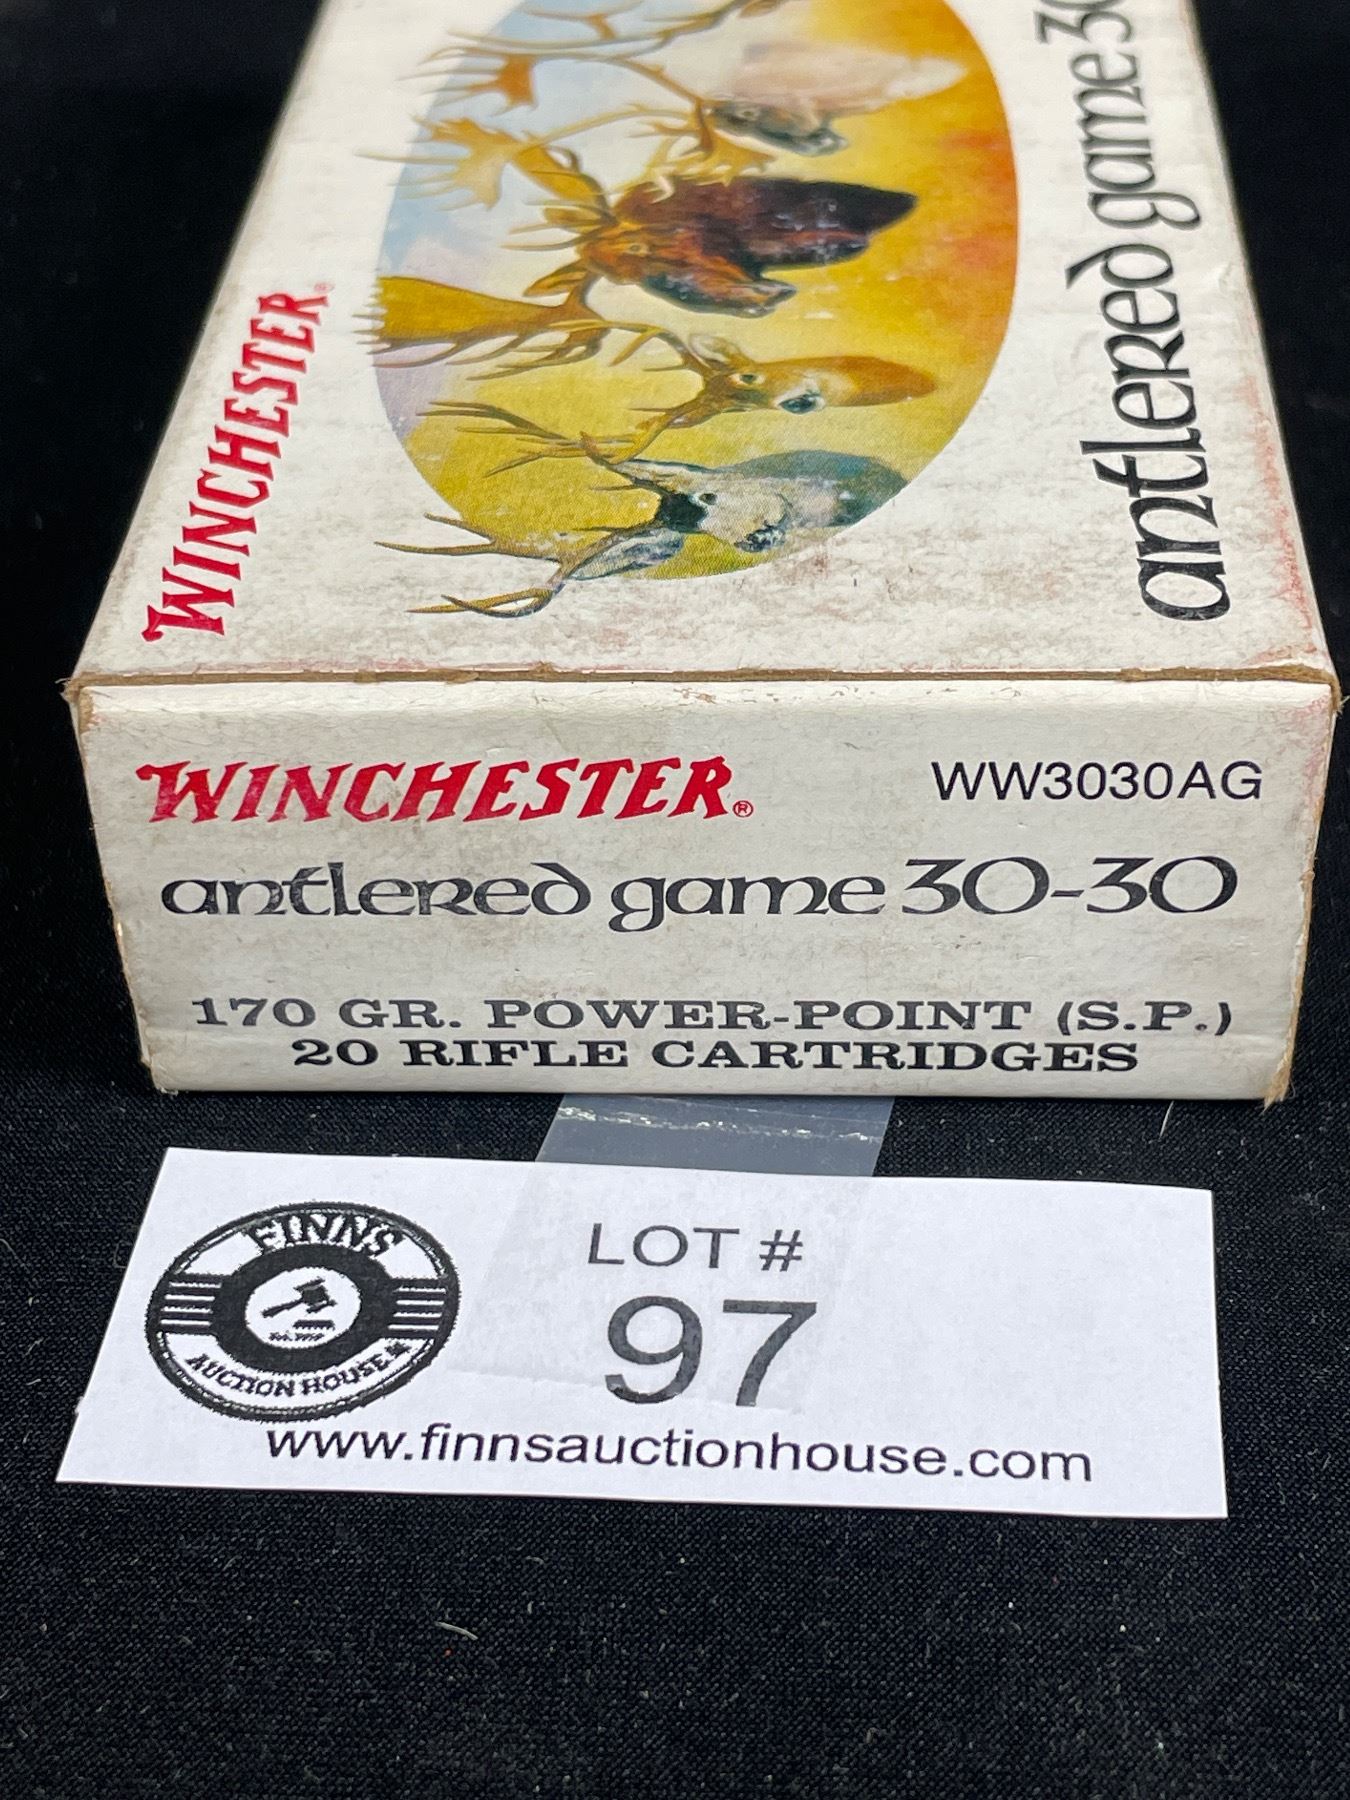 WINCHESTER®
antlered game 30
WINCHESTER®
WW3030AG
antlered game 30-30
170 GR. POWER-POINT (S.P.)
20 RIFLE CARTRIDGES
FINNS
AUCTION HOUSE
LOT #
97
www.finnsauctionhouse.com